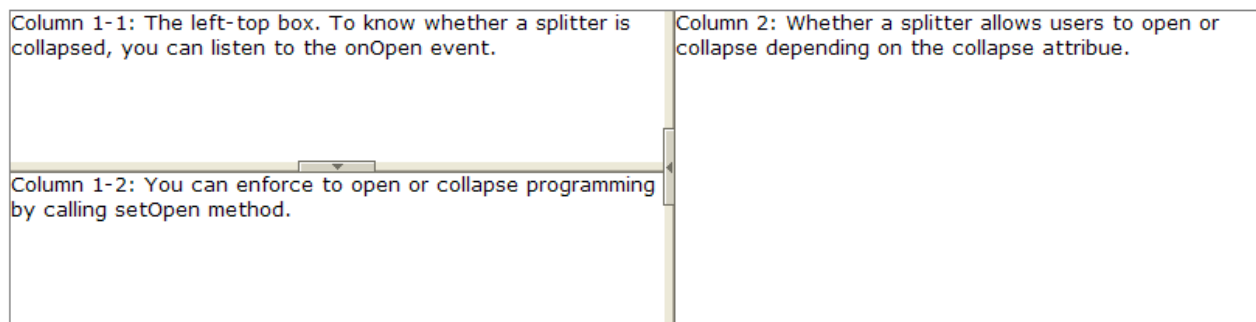 Column 1-1: The left-top box. To know whether a splitter is
collapsed, you can listen to the onOpen event.
Column 1-2: You can enforce to open or collapse programming
by calling setOpen method.
Column 2: Whether a splitter allows users to open or
collapse depending on the collapse attribue.